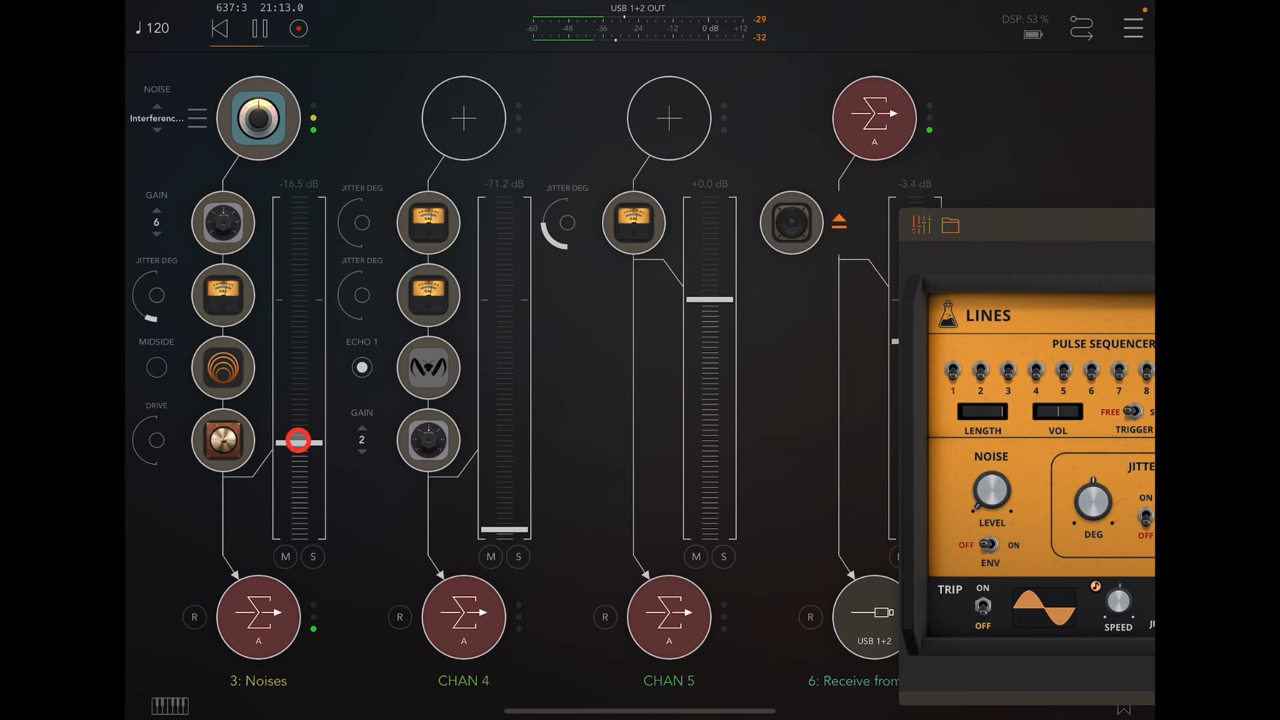 637:3 21:13.0
120
USB 1+2 OUT
-60 -48 -36 -24 -12 0 dB +12
-29
-32
DSP: 53 %
NOISE
Interferenc...
A
GAIN
6
JITTER DEG
MIDSIDE
DRIVE
-16.5 dB
JITTER DEG
JITTER DEG
ECHO 1
GAIN
2
-71.2 dB
JITTER DEG
+0.0 dB
-3.4 dB
LINES
PULSE SEQUENCER
1 2 3 4 5 6 7 8
LENGTH VOL FREE S
TRIGGER
NOISE
LEVEL
OFF ON
ENV
JITTE
ON
DEG
OFF
TRIP ON
OFF
SPEED
M S M S M S
R A R A R A R USB 1+2
3: Noises CHAN 4 CHAN 5 6: Receive from